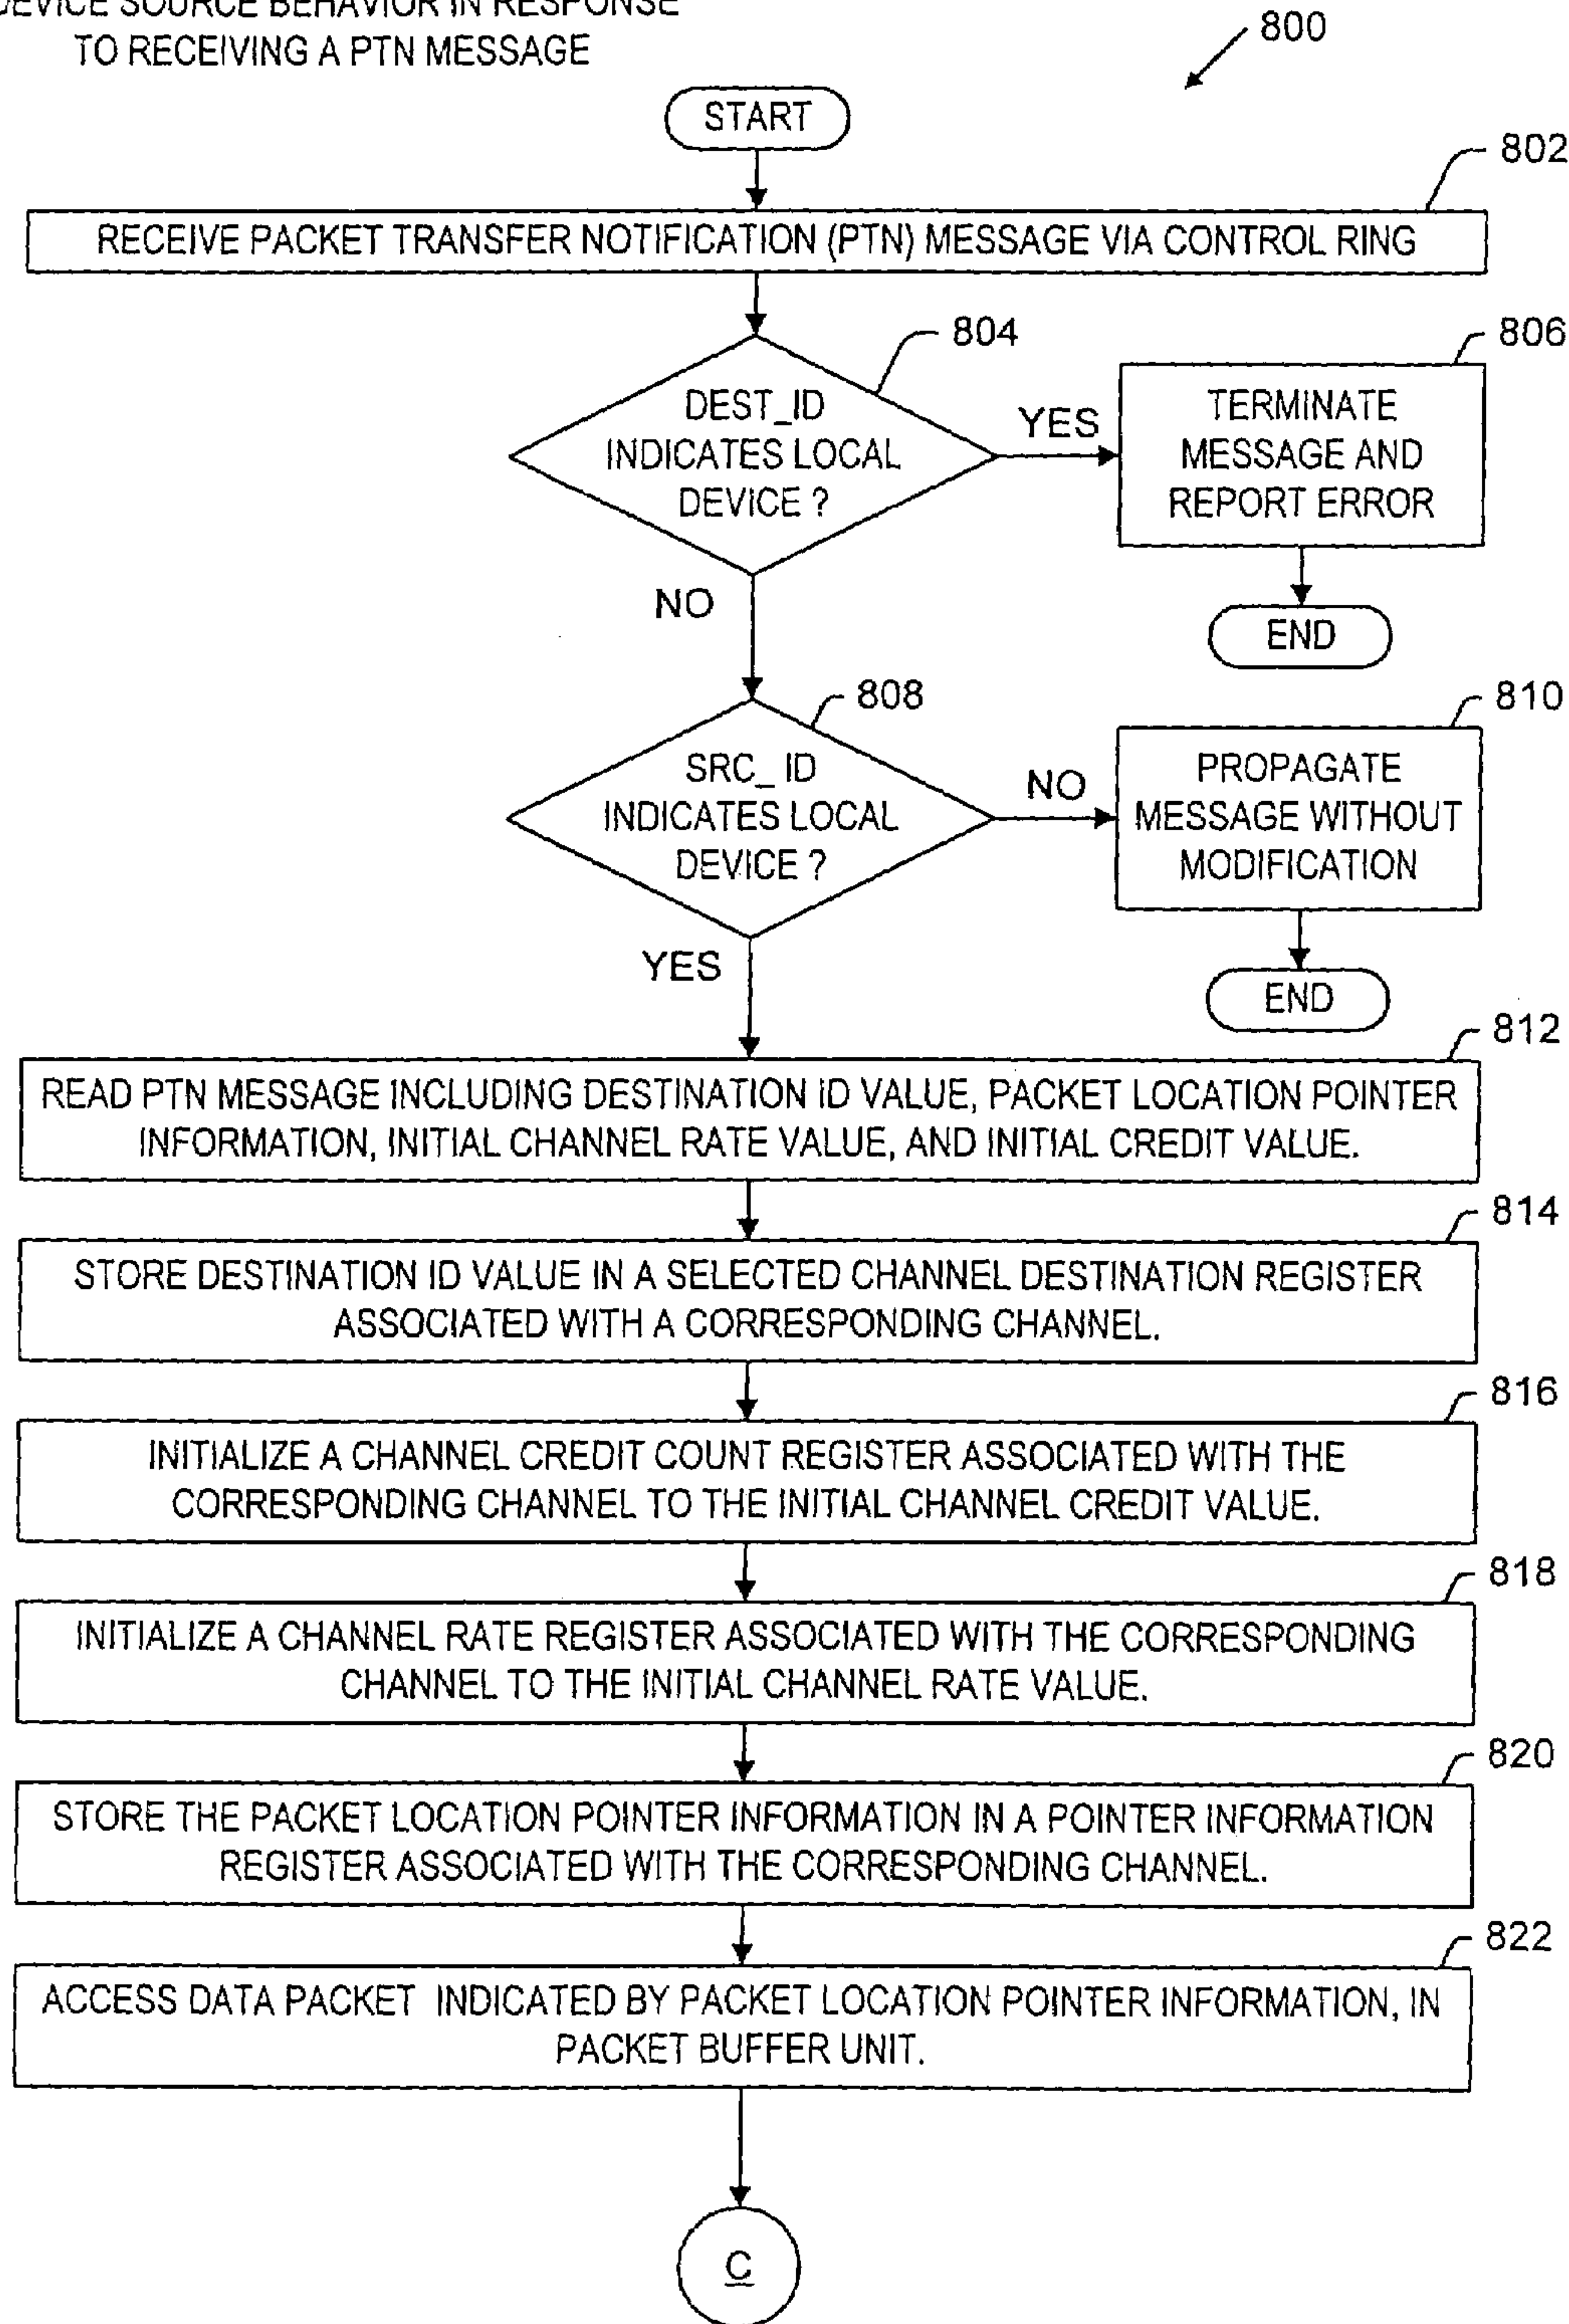 DEVICE SOURCE BEHAVIOR IN RESPONSE
TO RECEIVING A PTN MESSAGE
800
START
802
RECEIVE PACKET TRANSFER NOTIFICATION (PTN) MESSAGE VIA CONTROL RING
804
DEST_ID
INDICATES LOCAL
DEVICE ?
YES
806
TERMINATE
MESSAGE AND
REPORT ERROR
END
NO
808
SRC_ ID
INDICATES LOCAL
DEVICE ?
NO
810
PROPAGATE
MESSAGE WITHOUT
MODIFICATION
END
YES
812
READ PTN MESSAGE INCLUDING DESTINATION ID VALUE, PACKET LOCATION POINTER
INFORMATION, INITIAL CHANNEL RATE VALUE, AND INITIAL CREDIT VALUE.
814
STORE DESTINATION ID VALUE IN A SELECTED CHANNEL DESTINATION REGISTER
ASSOCIATED WITH A CORRESPONDING CHANNEL.
816
INITIALIZE A CHANNEL CREDIT COUNT REGISTER ASSOCIATED WITH THE
CORRESPONDING CHANNEL TO THE INITIAL CHANNEL CREDIT VALUE.
818
INITIALIZE A CHANNEL RATE REGISTER ASSOCIATED WITH THE CORRESPONDING
CHANNEL TO THE INITIAL CHANNEL RATE VALUE.
820
STORE THE PACKET LOCATION POINTER INFORMATION IN A POINTER INFORMATION
REGISTER ASSOCIATED WITH THE CORRESPONDING CHANNEL.
822
ACCESS DATA PACKET INDICATED BY PACKET LOCATION POINTER INFORMATION, IN
PACKET BUFFER UNIT.
C